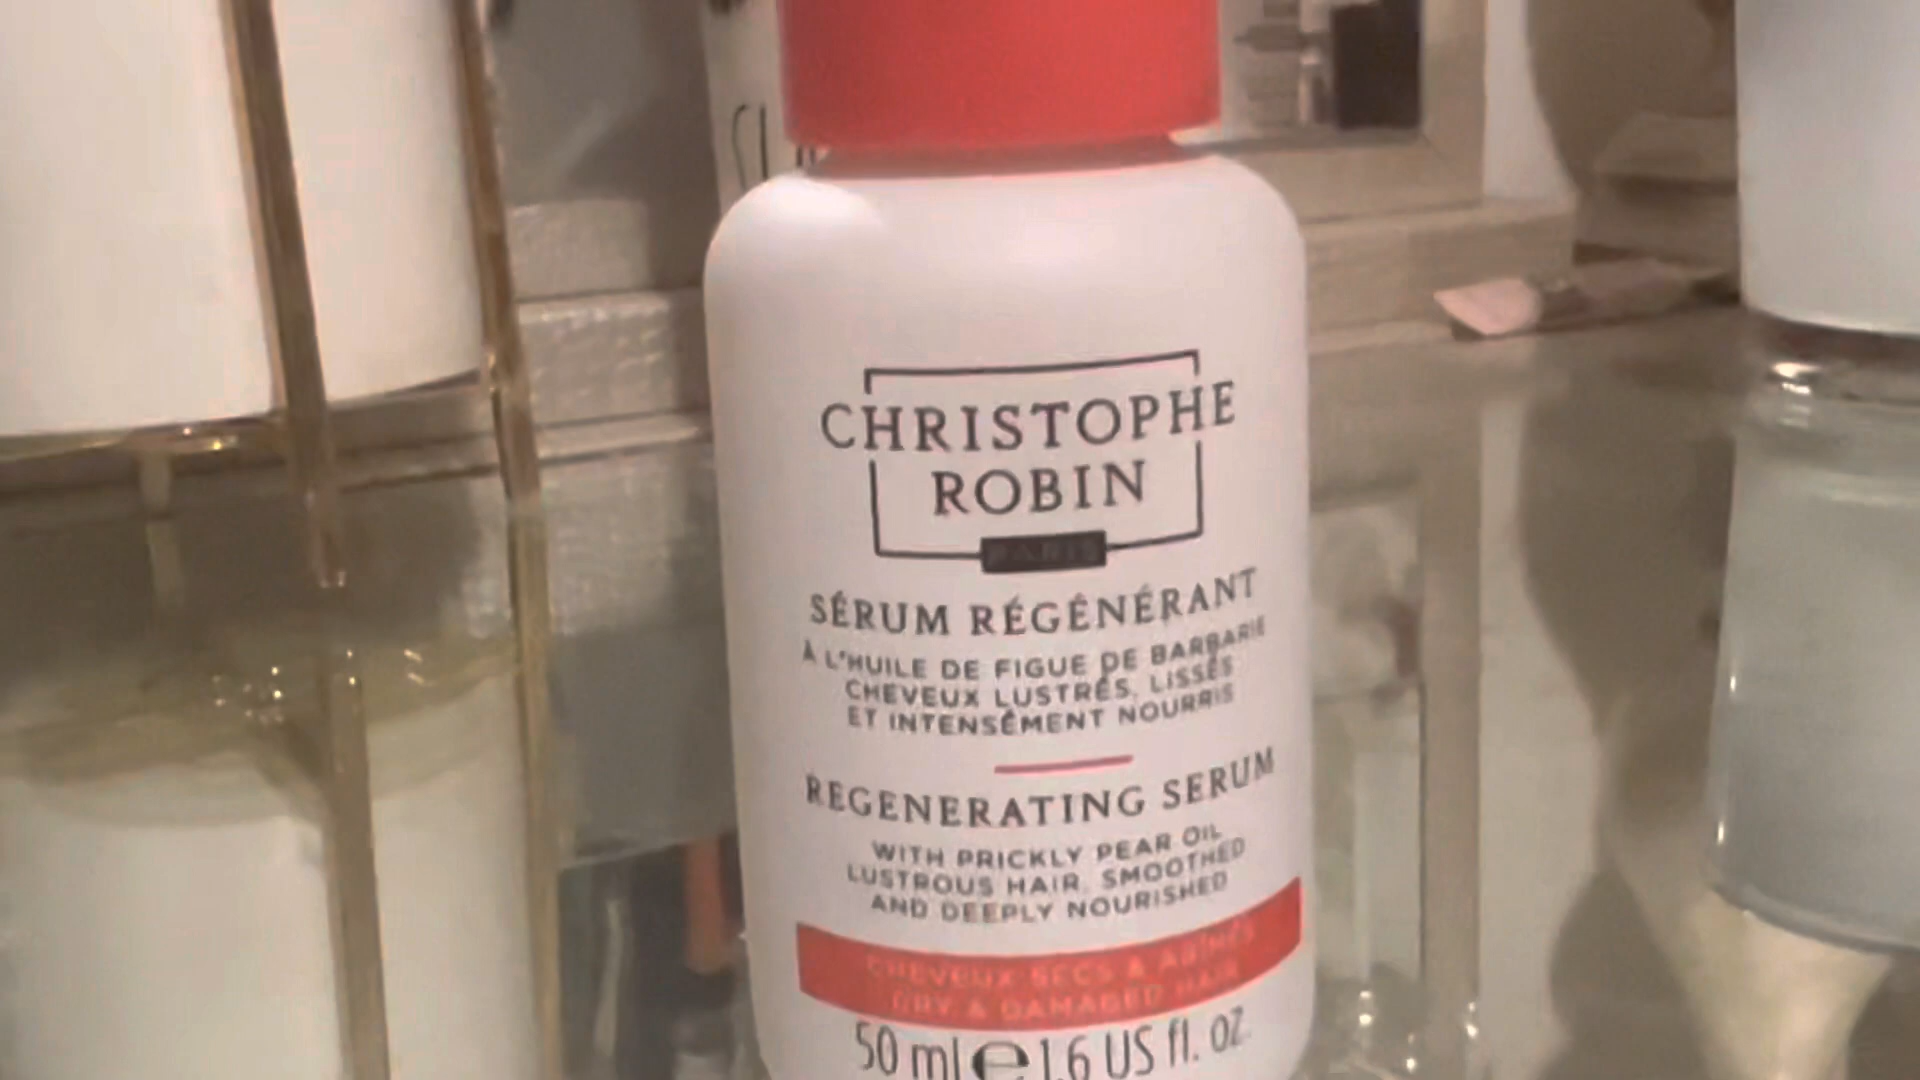 CHRISTOPHE
ROBIN
PARIS
SÉRUM RÉGÉNÉRANT
À L'HUILE DE FIGUE DE BARBARIE
CHEVEUX LUSTRÉS, LISSÉS
ET INTENSÉMENT NOURRIS
REGENERATING SERUM
WITH PRICKLY PEAR OIL
LUSTROUS HAIR, SMOOTHED
AND DEEPLY NOURISHED
CHEVEUX SECS & ABÎMÉS
DRY & DAMAGED HAIR
50 ml e 1.6 US fl. oz